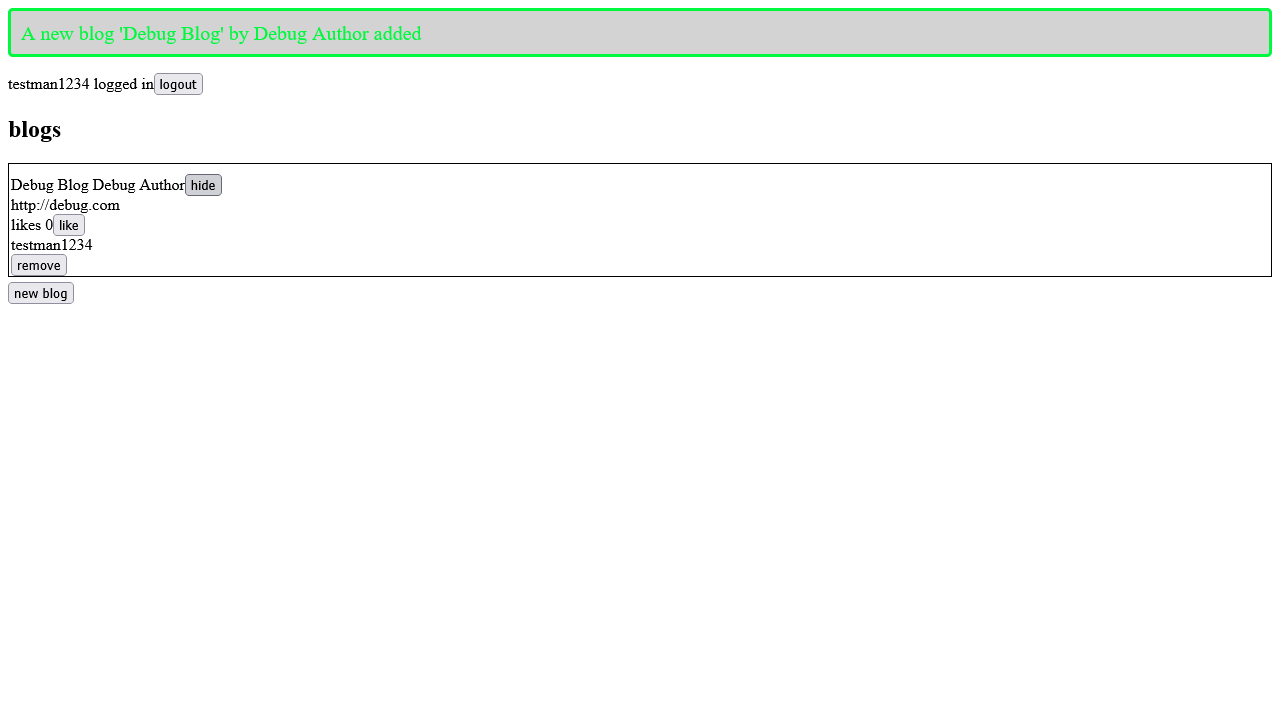 A new blog 'Debug Blog' by Debug Author added
testman1234 logged in logout
blogs
Debug Blog Debug Author hide
http://debug.com
likes 0 like
testman1234
remove
new blog